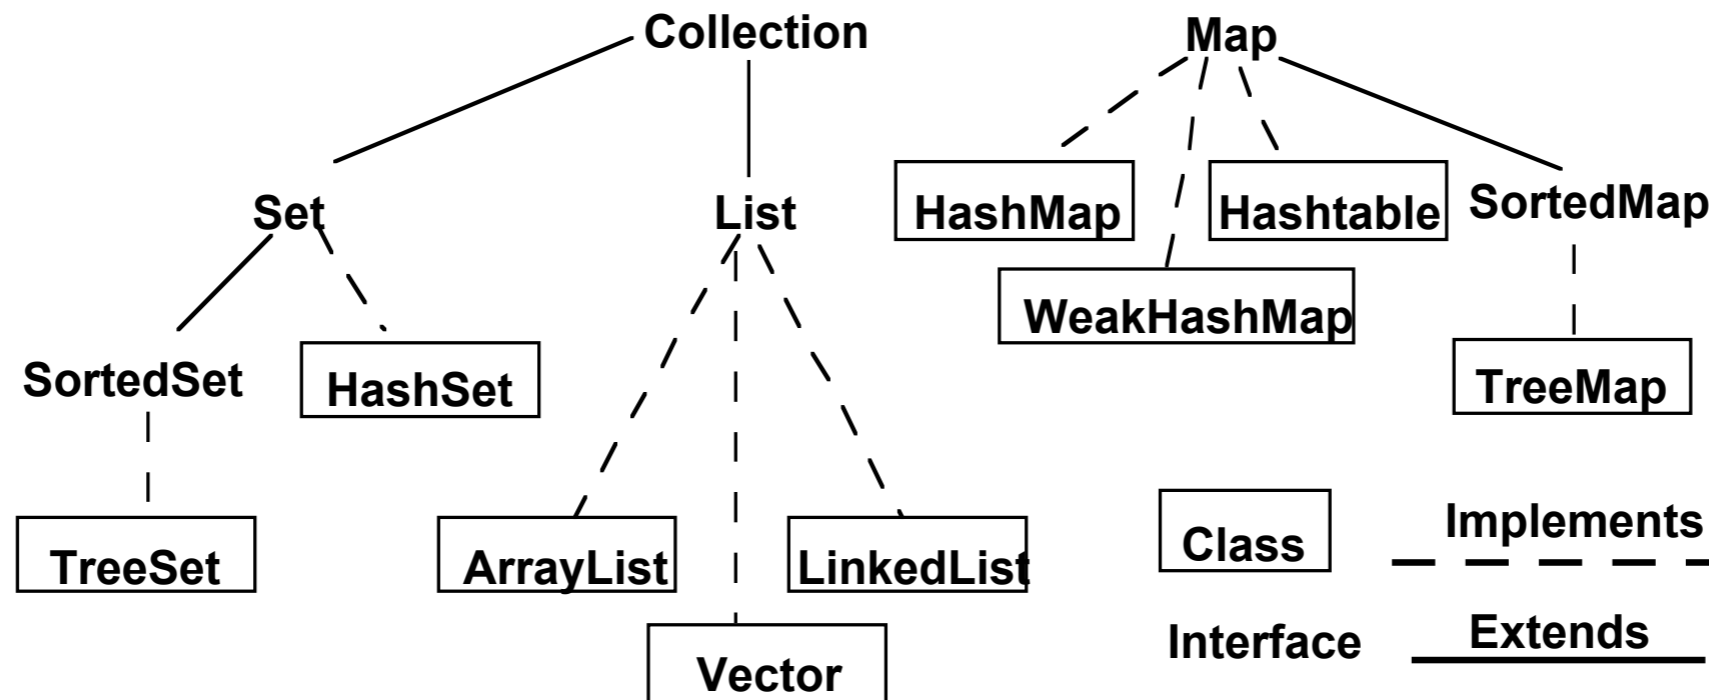 Collection
Map
Set
List
HashMap
Hashtable
SortedMap
WeakHashMap
SortedSet
HashSet
TreeMap
TreeSet
ArrayList
LinkedList
Vector
Class
Implements
Interface
Extends